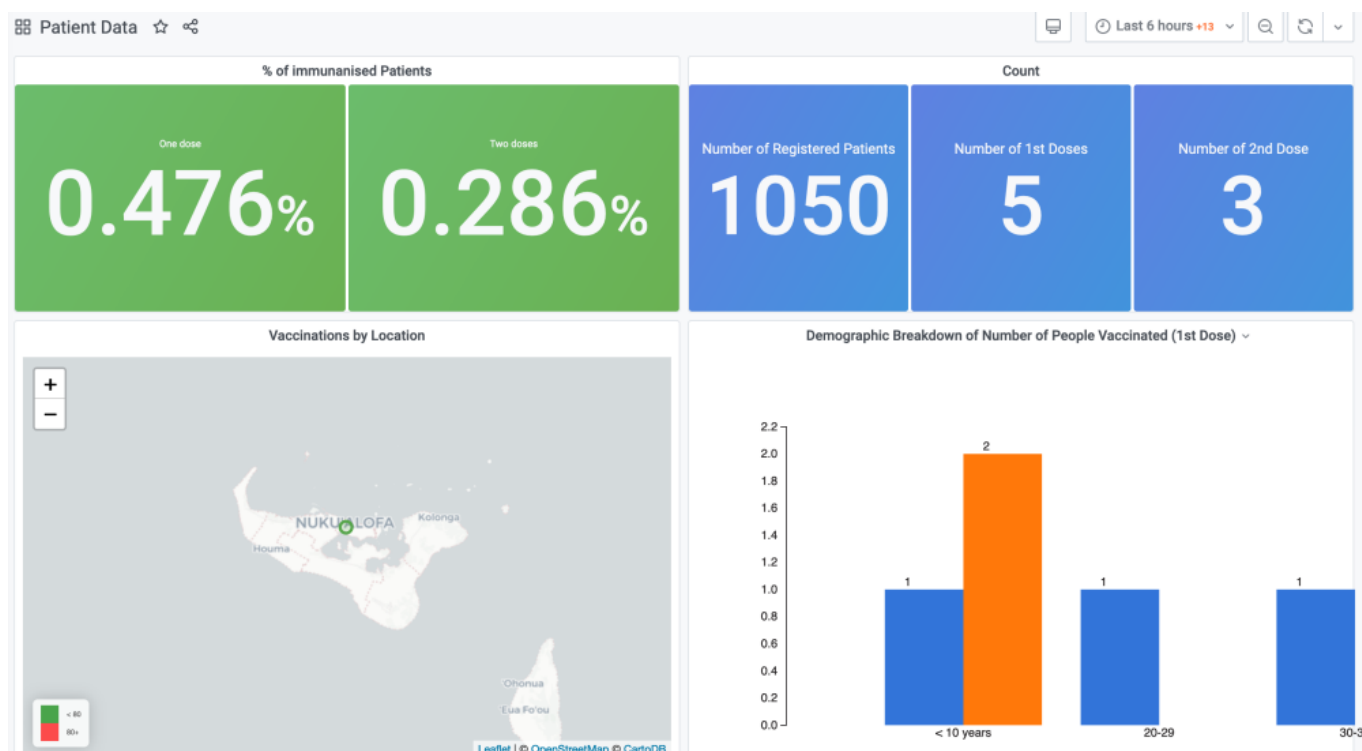 Patient Data
Last 6 hours +13
% of immunanised Patients
Count
One dose
0.476%
Two doses
0.286%
Number of Registered Patients
1050
Number of 1st Doses
5
Number of 2nd Dose
3
Vaccinations by Location
+
−
NUKU'ALOFA
Kolonga
Houma
Ohonua
Eua Fo'ou
< 80
80+
Leaflet | © OpenStreetMap © CartoDB
Demographic Breakdown of Number of People Vaccinated (1st Dose)
2.2
2.0
1.8
1.6
1.4
1.2
1.0
0.8
0.6
0.4
0.2
0.0
1
2
1
1
< 10 years
20-29